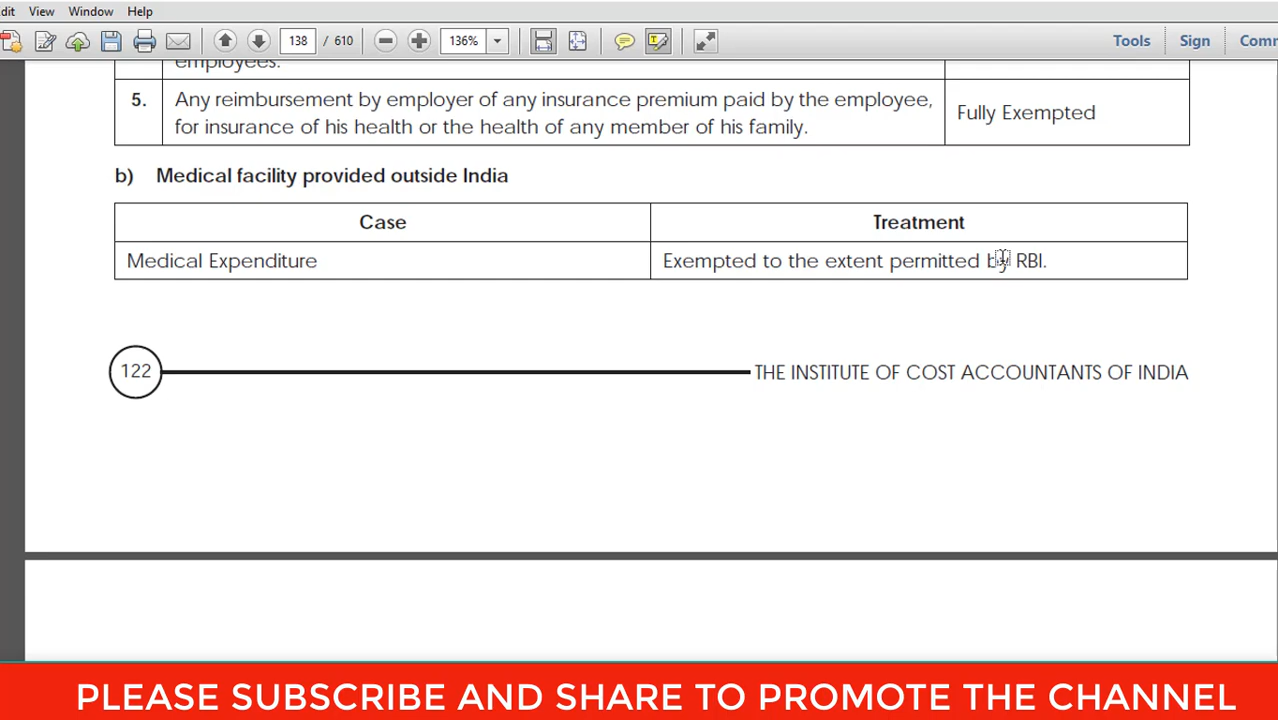 dit View Window Help
138 / 610 136% Tools Sign Comm
employees.
5. Any reimbursement by employer of any insurance premium paid by the employee, Fully Exempted
for insurance of his health or the health of any member of his family.
b) Medical facility provided outside India
Case Treatment
Medical Expenditure Exempted to the extent permitted by RBI.
122 THE INSTITUTE OF COST ACCOUNTANTS OF INDIA
PLEASE SUBSCRIBE AND SHARE TO PROMOTE THE CHANNEL